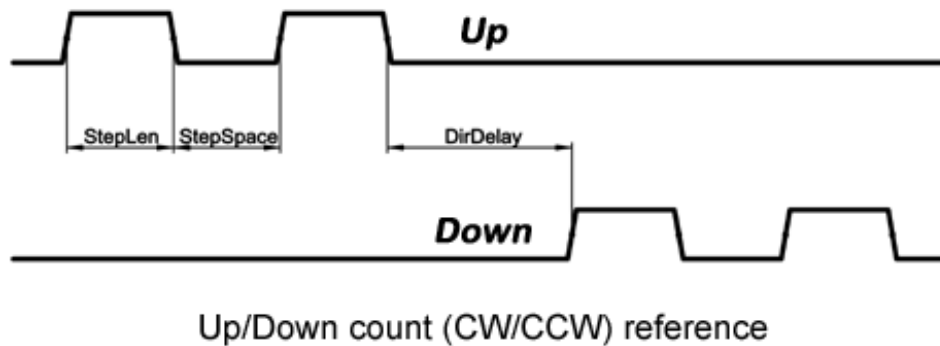 Up
StepLen StepSpace DirDelay
Down
Up/Down count (CW/CCW) reference